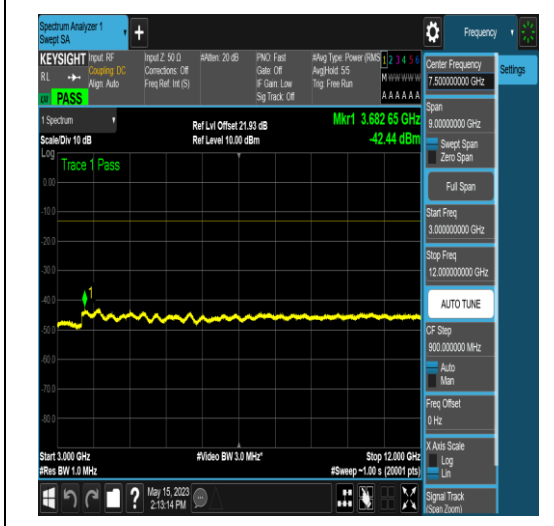 Spectrum Analyzer 1
Swept SA
+
Frequency
KEYSIGHT
Input: RF
Input Z: 50 Ω
#Atten: 20 dB
PNO: Fast
#Avg Type: Power (RMS
1 2 3 4 5 6
RL
Coupling: DC
Corrections: Off
Gate: Off
Avg|Hold: 5/5
M W W W W W
Align: Auto
Freq Ref: Int (S)
IF Gain: Low
Trig: Free Run
Sig Track: Off
A A A A A A
PASS
1 Spectrum
Ref Lvl Offset 21.93 dB
Mkr1 3.682 65 GHz
Scale/Div 10 dB
Ref Level 10.00 dBm
-42.44 dBm
Log
Trace 1 Pass
0.00
-10.0
-20.0
-30.0
-40.0
1
-50.0
-60.0
-70.0
-80.0
Start 3.000 GHz
#Video BW 3.0 MHz*
Stop 12.000 GHz
#Res BW 1.0 MHz
#Sweep ~1.00 s (20001 pts)
?
May 15, 2023
2:13:14 PM
Center Frequency
7.500000000 GHz
Settings
Span
9.00000000 GHz
Swept Span
Zero Span
Full Span
Start Freq
3.000000000 GHz
Stop Freq
12.000000000 GHz
AUTO TUNE
CF Step
900.000000 MHz
Auto
Man
Freq Offset
0 Hz
X Axis Scale
Log
Lin
Signal Track
(Span Zoom)